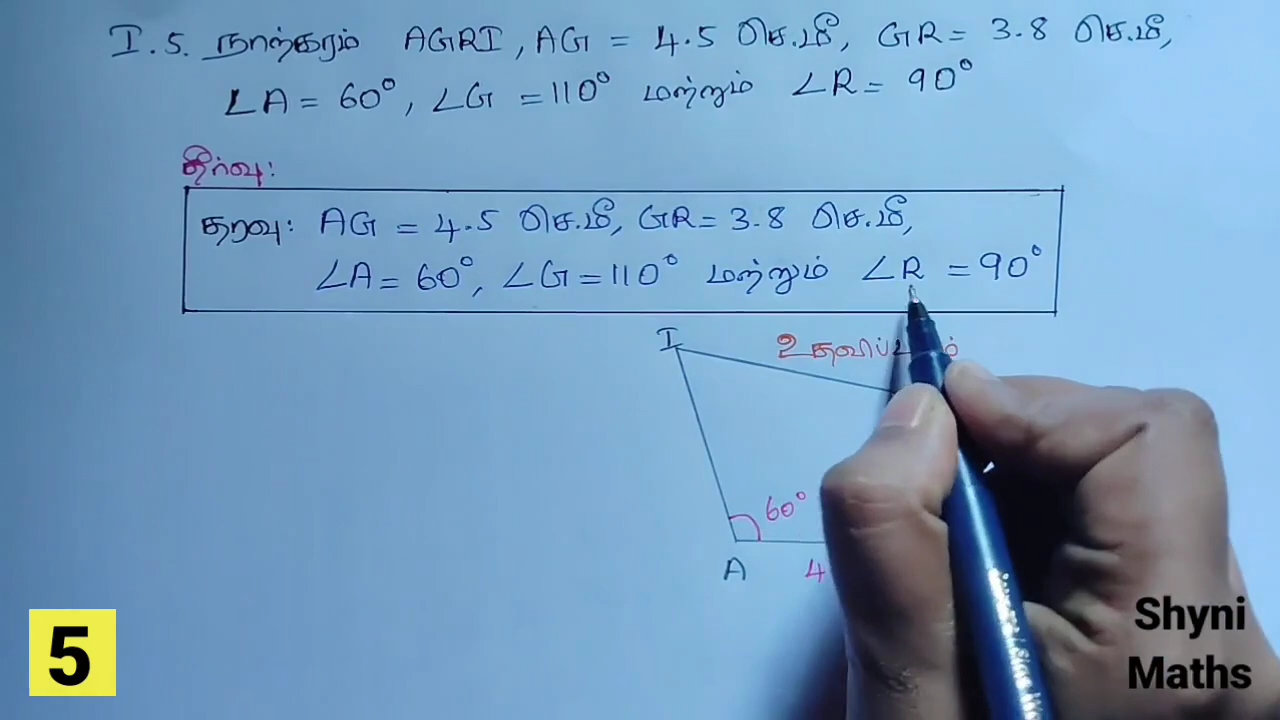 I. 5. நாற்கரம் AGRI, AG = 4.5 செ.மீ, GR = 3.8 செ.மீ,
∠A = 60°, ∠G = 110° மற்றும் ∠R = 90°
தீர்வு:
தரவு: AG = 4.5 செ.மீ, GR = 3.8 செ.மீ,
∠A = 60°, ∠G = 110° மற்றும் ∠R = 90°
I
60°
A 4
5
Shyni
Maths